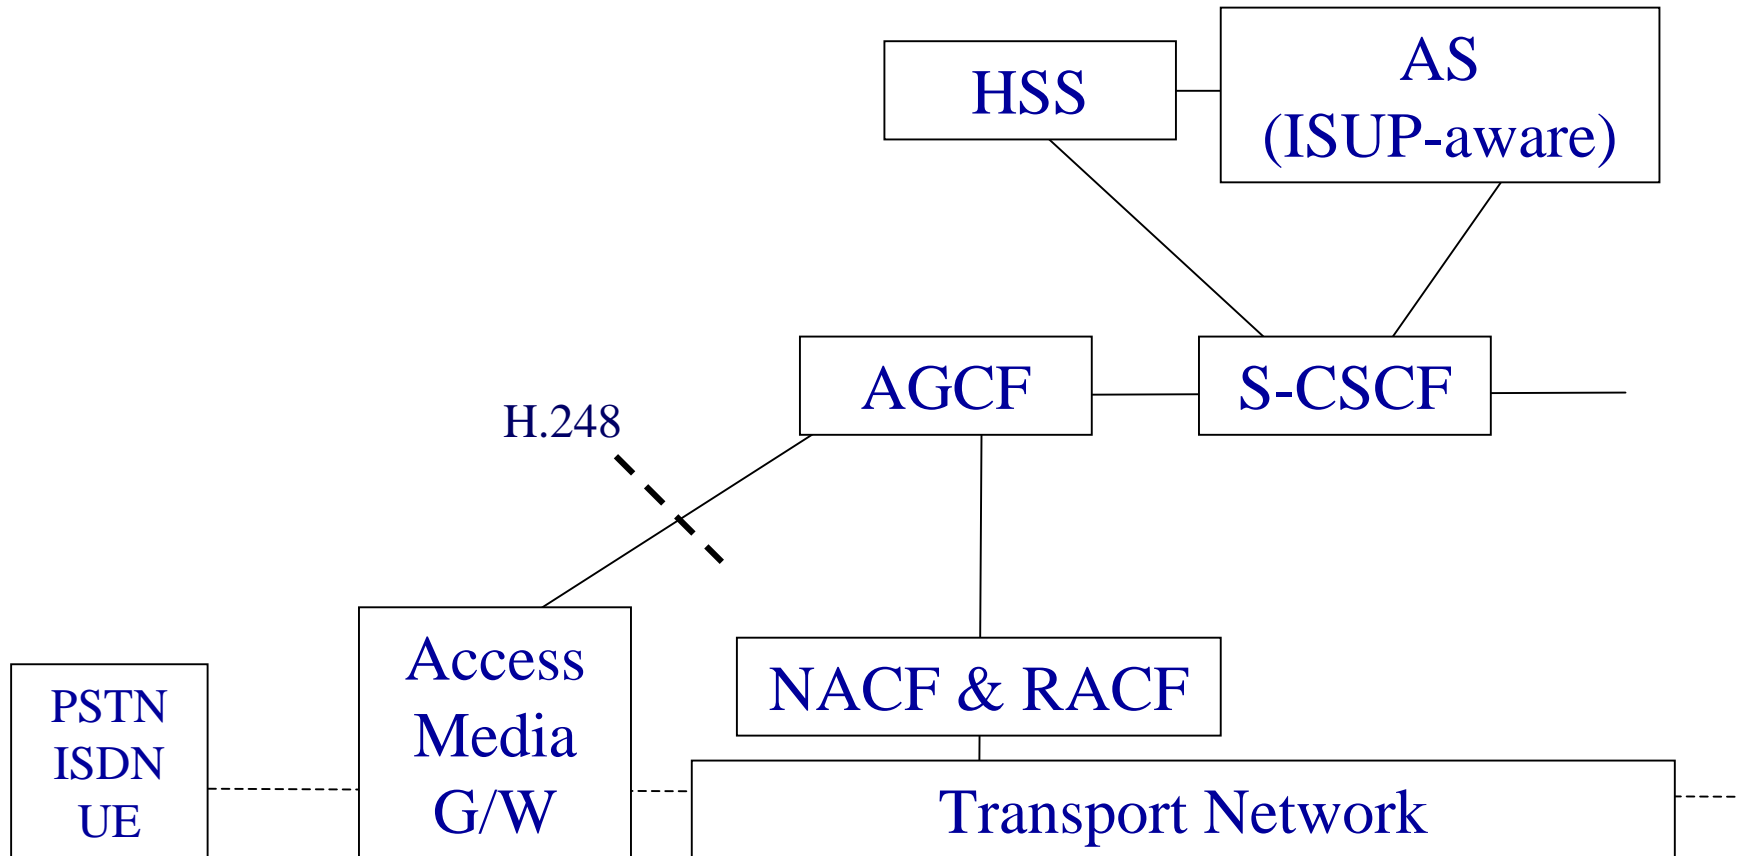 HSS
AS
(ISUP-aware)
AGCF
S-CSCF
H.248
Access
Media
G/W
NACF & RACF
PSTN
ISDN
UE
Transport Network